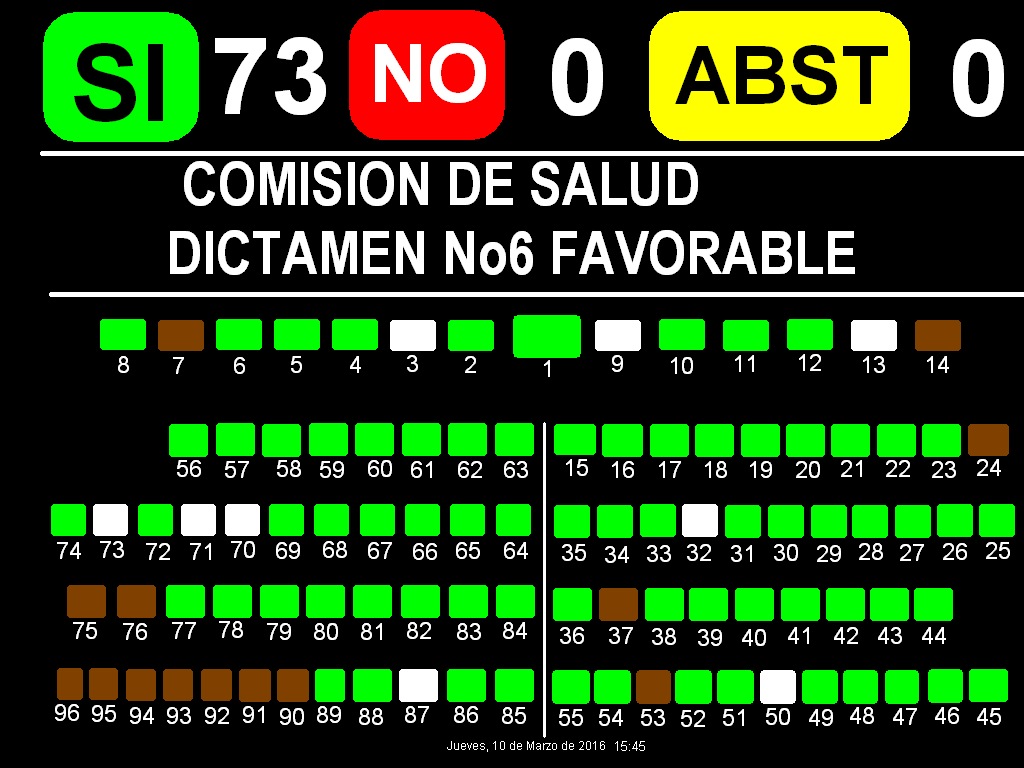 SI 73 NO 0 ABST 0
COMISION DE SALUD
DICTAMEN No6 FAVORABLE
8 7 6 5 4 3 2 1 9 10 11 12 13 14
56 57 58 59 60 61 62 63 15 16 17 18 19 20 21 22 23 24
74 73 72 71 70 69 68 67 66 65 64 35 34 33 32 31 30 29 28 27 26 25
75 76 77 78 79 80 81 82 83 84 36 37 38 39 40 41 42 43 44
96 95 94 93 92 91 90 89 88 87 86 85 55 54 53 52 51 50 49 48 47 46 45
Jueves, 10 de Marzo de 2016 15:45